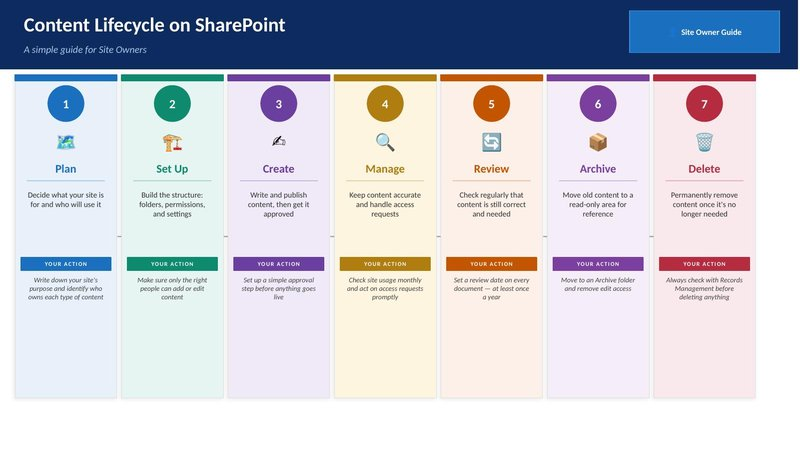 Content Lifecycle on SharePoint
A simple guide for Site Owners
Site Owner Guide
1
Plan
Decide what your site is
for and who will use it
YOUR ACTION
Write down your site's
purpose and identify who
owns each type of content
2
Set Up
Build the structure:
folders, permissions,
and settings
YOUR ACTION
Make sure only the right
people can add or edit
content
3
Create
Write and publish
content, then get it
approved
YOUR ACTION
Set up a simple approval
step before anything goes
live
4
Manage
Keep content accurate
and handle access
requests
YOUR ACTION
Check site usage monthly
and act on access requests
promptly
5
Review
Check regularly that
content is still correct
and needed
YOUR ACTION
Set a review date on every
document — at least once
a year
6
Archive
Move old content to a
read-only area for
reference
YOUR ACTION
Move to an Archive folder
and remove edit access
7
Delete
Permanently remove
content once it's no
longer needed
YOUR ACTION
Always check with Records
Management before
deleting anything